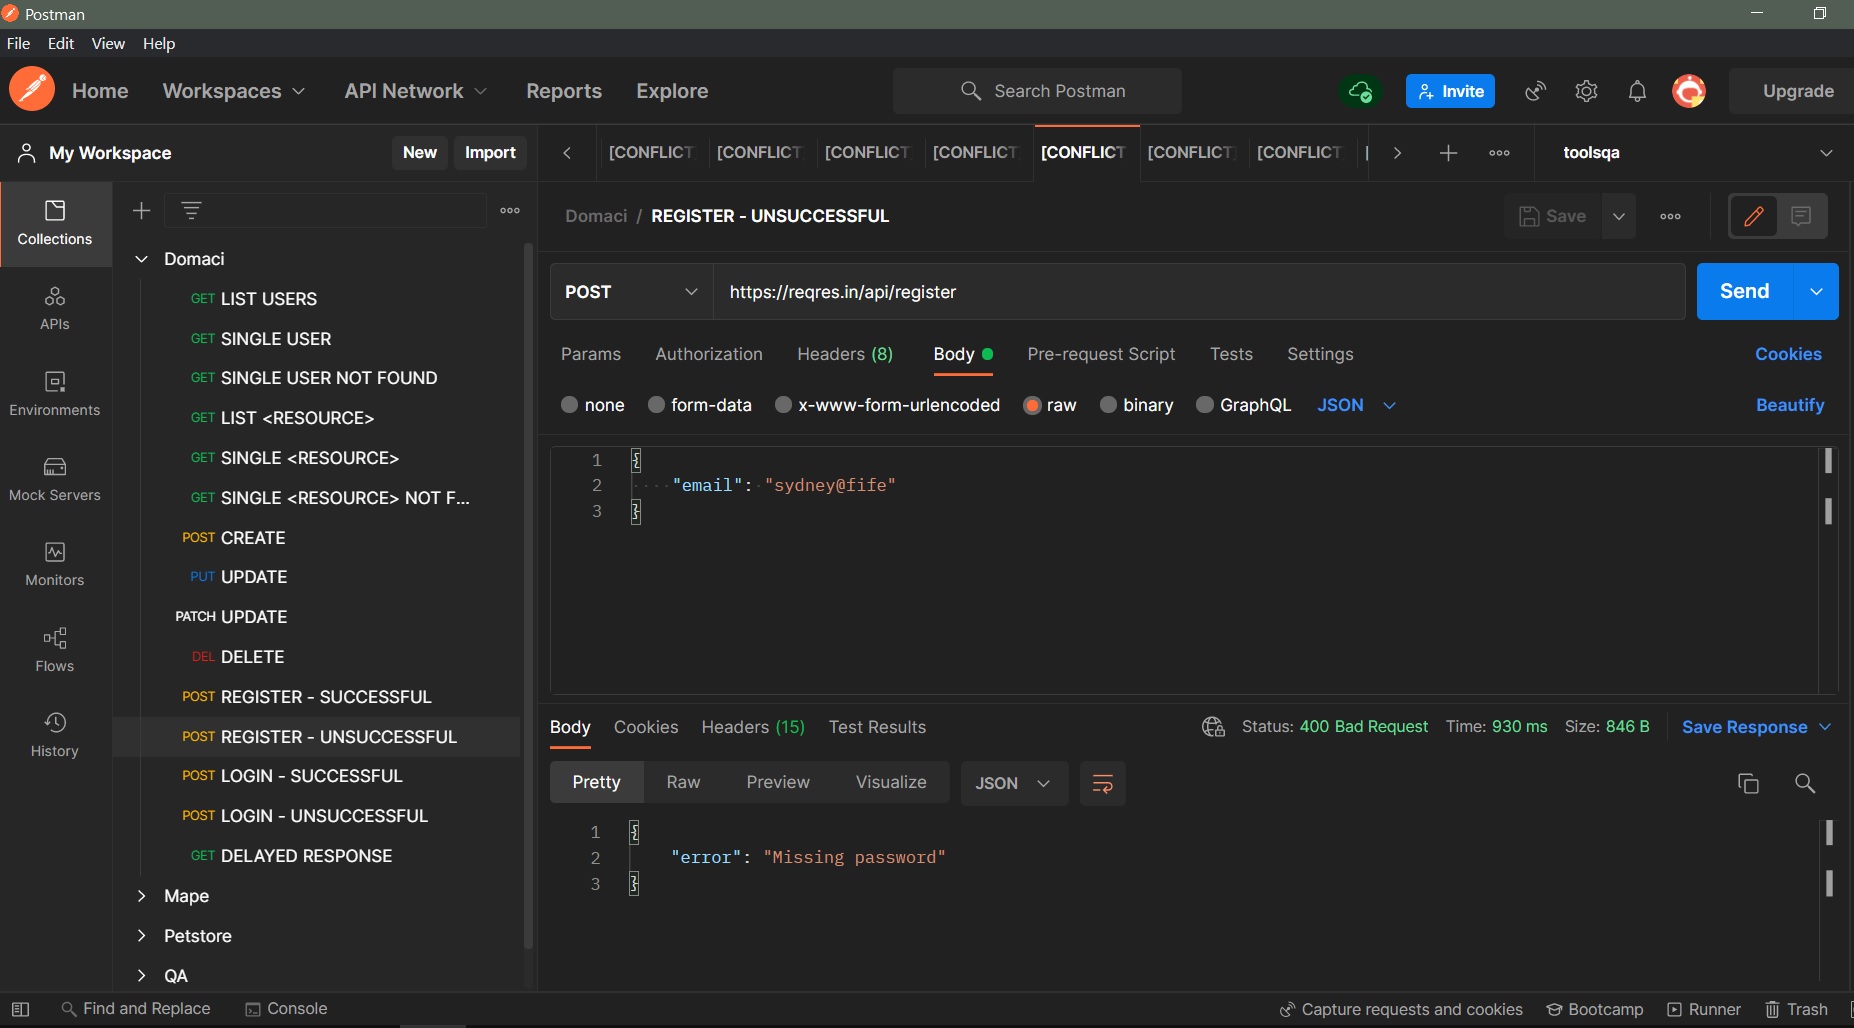 Postman
File Edit View Help
Home Workspaces API Network Reports Explore Search Postman Invite Upgrade
My Workspace New Import [CONFLICT [CONFLICT [CONFLICT [CONFLICT [CONFLICT [CONFLICT [CONFLICT toolsqa
Collections
APIs
Environments
Mock Servers
Monitors
Flows
History
Domaci
GET LIST USERS
GET SINGLE USER
GET SINGLE USER NOT FOUND
GET LIST <RESOURCE>
GET SINGLE <RESOURCE>
GET SINGLE <RESOURCE> NOT F...
POST CREATE
PUT UPDATE
PATCH UPDATE
DEL DELETE
POST REGISTER - SUCCESSFUL
POST REGISTER - UNSUCCESSFUL
POST LOGIN - SUCCESSFUL
POST LOGIN - UNSUCCESSFUL
GET DELAYED RESPONSE
Mape
Petstore
QA
Domaci / REGISTER - UNSUCCESSFUL Save
POST https://reqres.in/api/register Send
Params Authorization Headers (8) Body Pre-request Script Tests Settings Cookies
none form-data x-www-form-urlencoded raw binary GraphQL JSON Beautify
1 {
2 "email": "sydney@fife"
3 }
Body Cookies Headers (15) Test Results Status: 400 Bad Request Time: 930 ms Size: 846 B Save Response
Pretty Raw Preview Visualize JSON
1 {
2 "error": "Missing password"
3 }
Find and Replace Console Capture requests and cookies Bootcamp Runner Trash